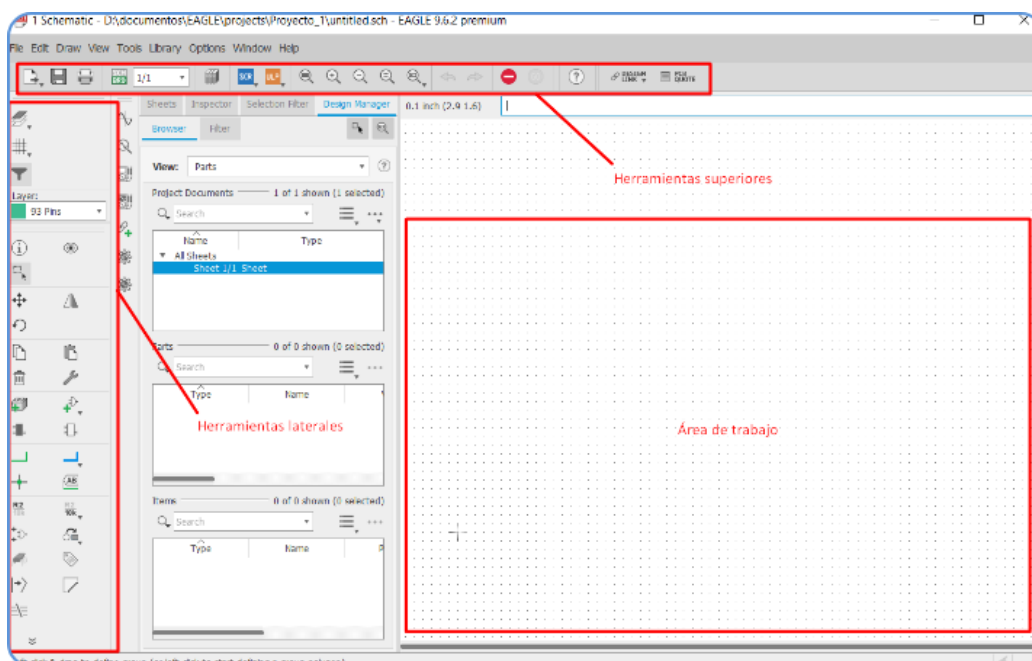 1 Schematic - D:\documentos\EAGLE\projects\Proyecto_1\untitled.sch - EAGLE 9.6.2 premium
File Edit Draw View Tools Library Options Window Help
1/1
SCR
ULP
Sheets Inspector Selection Filter Design Manager
0.1 inch (2.9 1.6)
Browser Filter
Herramientas superiores
View: Parts
Layer:
93 Pins
Project Documents 1 of 1 shown (1 selected)
Search
Name Type
All Sheets
Sheet 1/1 Sheet
Parts 0 of 0 shown (0 selected)
Search
Type Name
Herramientas laterales
Área de trabajo
Items 0 of 0 shown (0 selected)
Search
Type Name